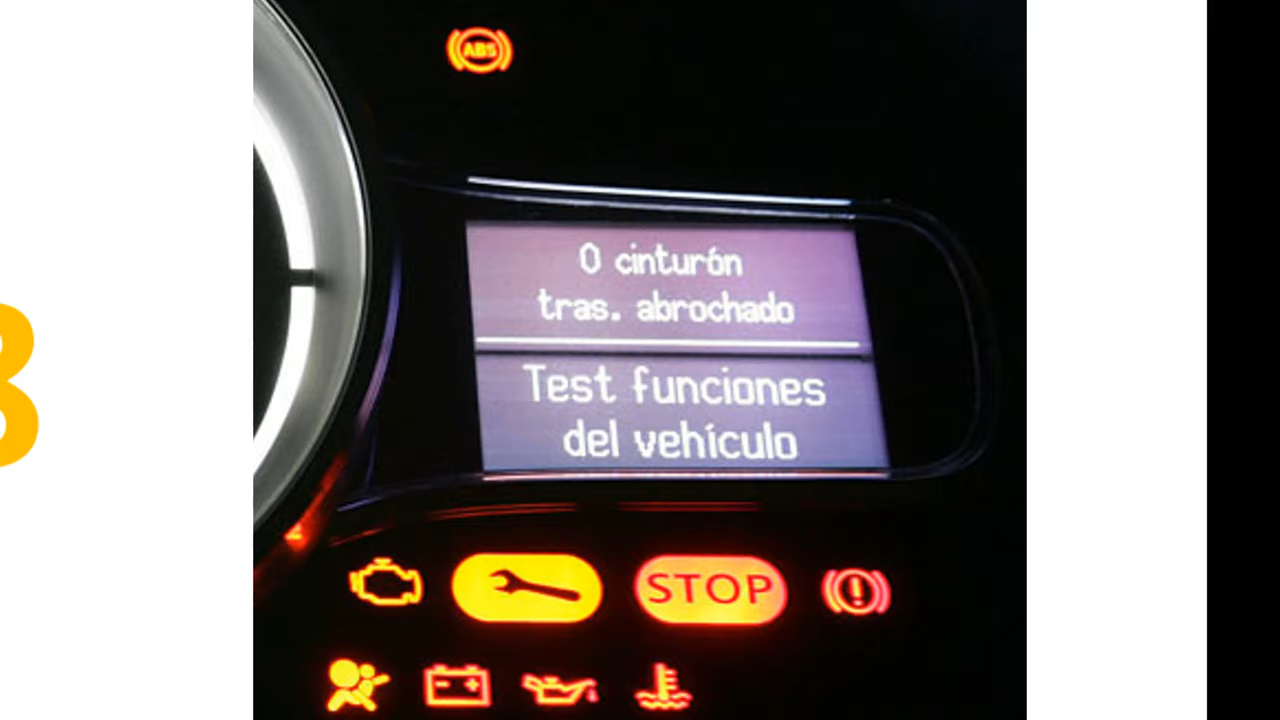 ABS
0 cinturón
tras. abrochado
Test funciones
del vehículo
STOP